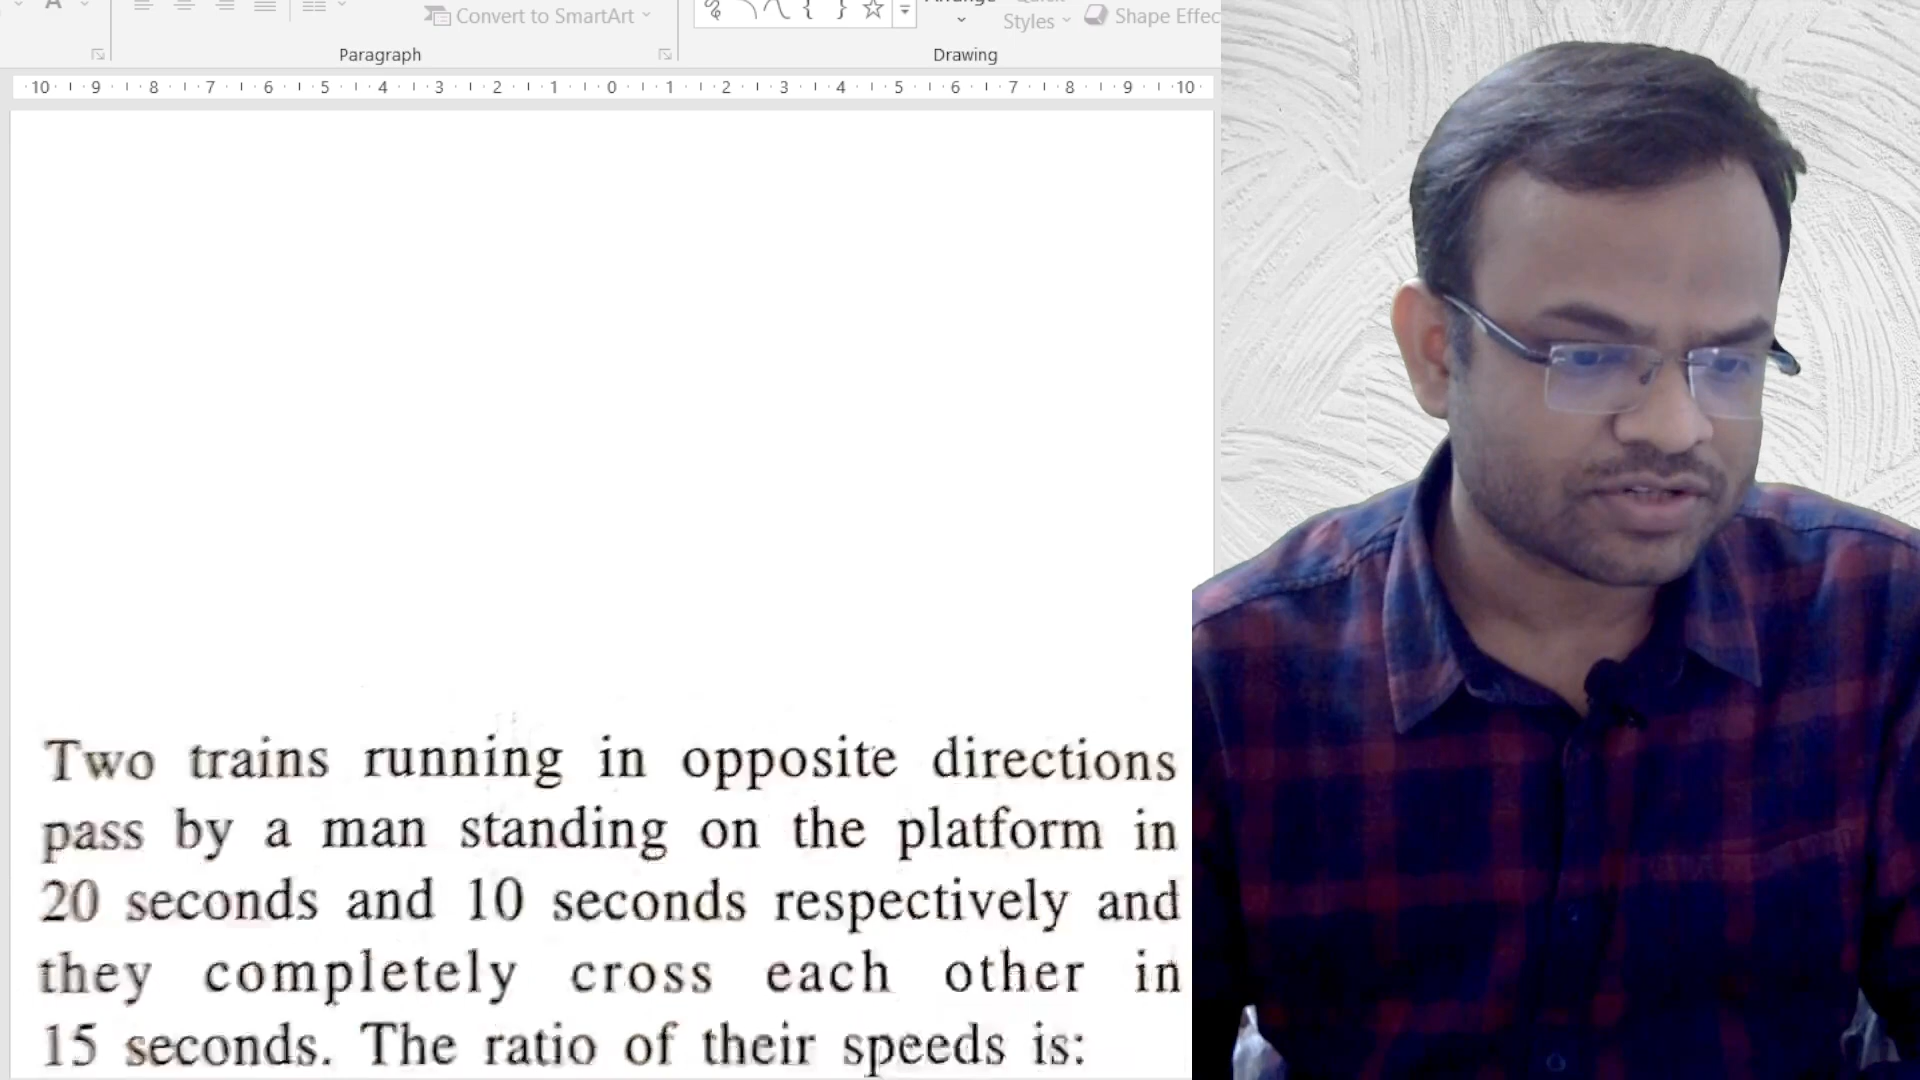 Convert to SmartArt
Styles
Shape Effec
Paragraph
Drawing
10 9 8 7 6 5 4 3 2 1 0 1 2 3 4 5 6 7 8 9 10
Two trains running in opposite directions
pass by a man standing on the platform in
20 seconds and 10 seconds respectively and
they completely cross each other in
15 seconds. The ratio of their speeds is: